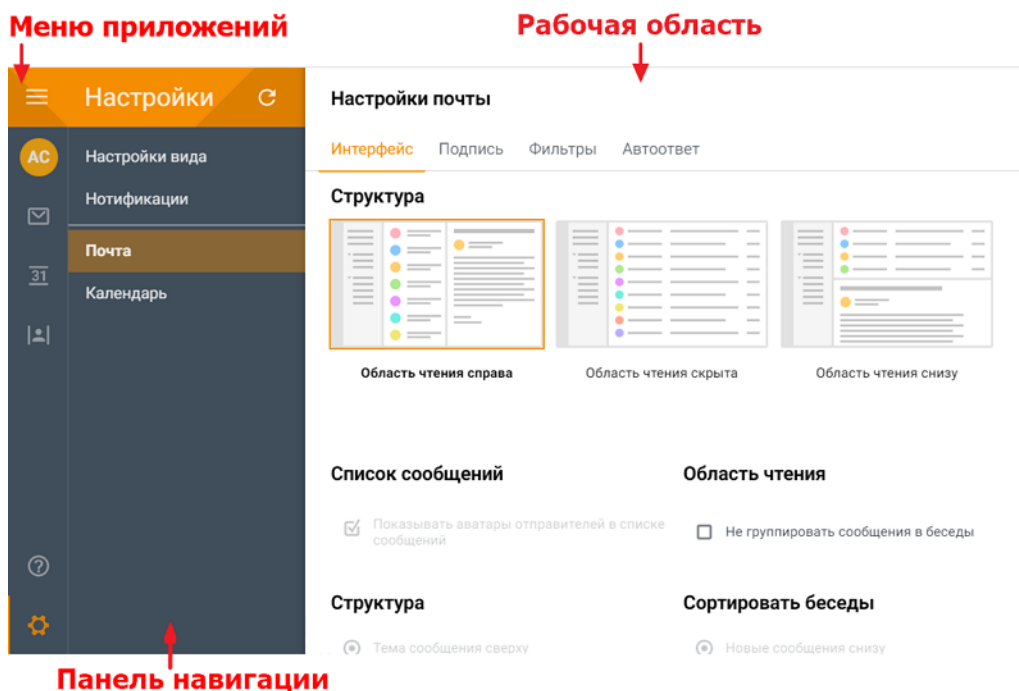 Меню приложений
Рабочая область
Настройки
Настройки почты
AC
Настройки вида
Нотификации
Почта
31
Календарь
Интерфейс Подпись Фильтры Автоответ
Структура
Область чтения справа
Область чтения скрыта
Область чтения снизу
Список сообщений
Область чтения
Показывать аватары отправителей в списке
сообщений
Не группировать сообщения в беседы
Структура
Сортировать беседы
Тема сообщения сверху
Новые сообщения снизу
Панель навигации